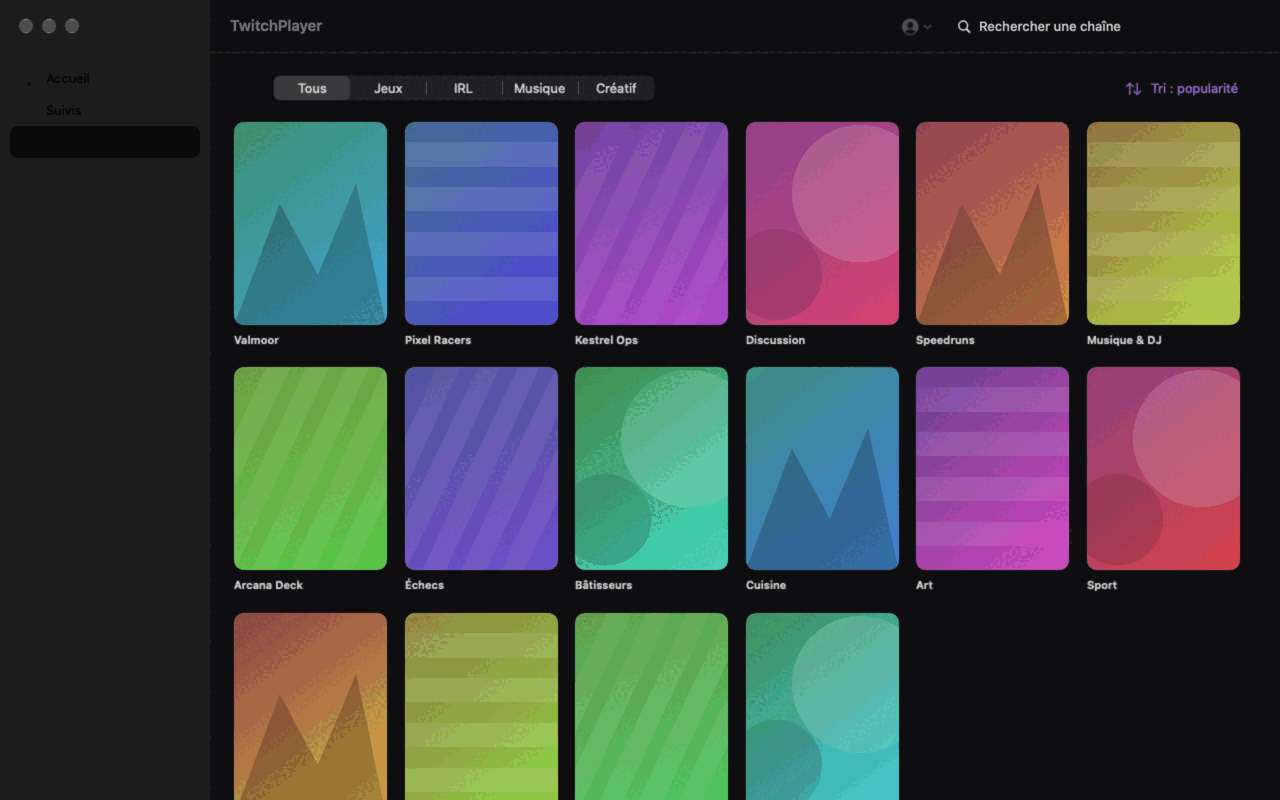 TwitchPlayer
Rechercher une chaîne
Accueil
Suivis
Tous
Jeux
IRL
Musique
Créatif
Tri : popularité
Valmoor
Pixel Racers
Kestrel Ops
Discussion
Speedruns
Musique & DJ
Arcana Deck
Échecs
Bâtisseurs
Cuisine
Art
Sport